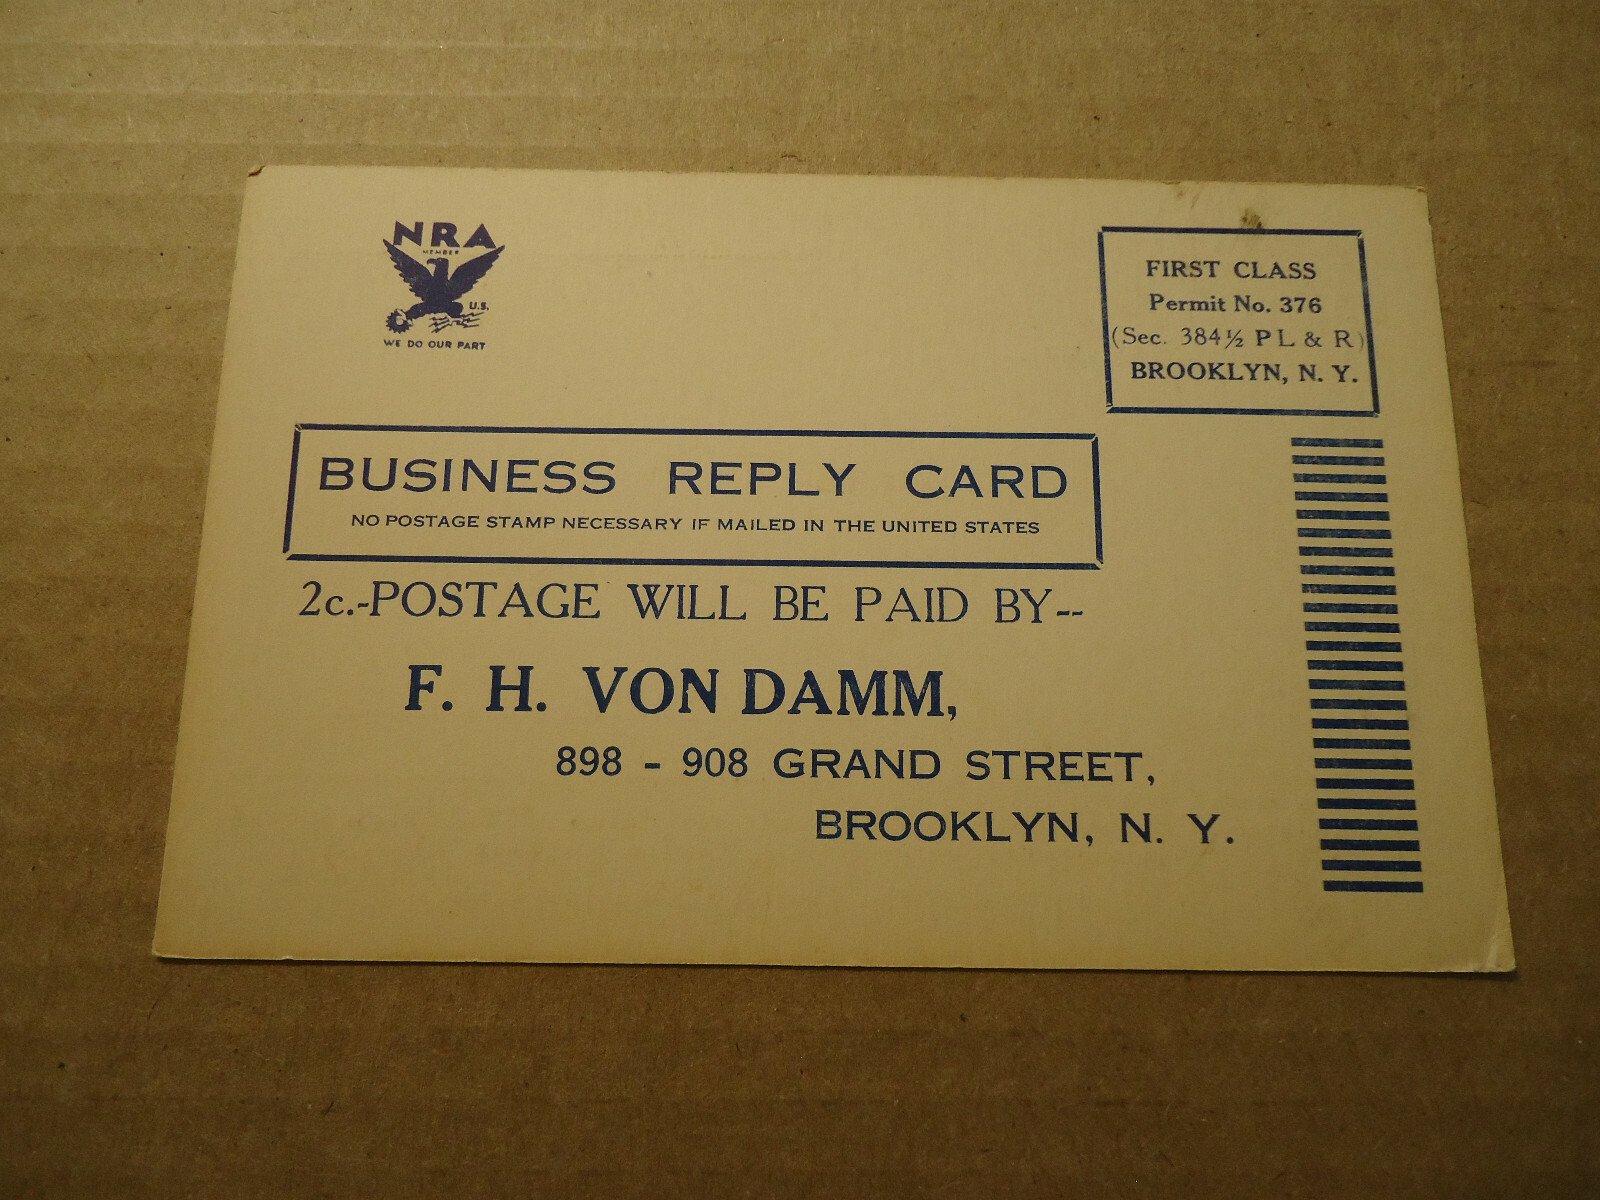 NRA
MEMBER
U.S.
WE DO OUR PART
FIRST CLASS
Permit No. 376
(Sec. 384½ P L & R)
BROOKLYN, N. Y.
BUSINESS REPLY CARD
NO POSTAGE STAMP NECESSARY IF MAILED IN THE UNITED STATES
2c.-POSTAGE WILL BE PAID BY--
F. H. VON DAMM,
898 - 908 GRAND STREET,
BROOKLYN, N. Y.